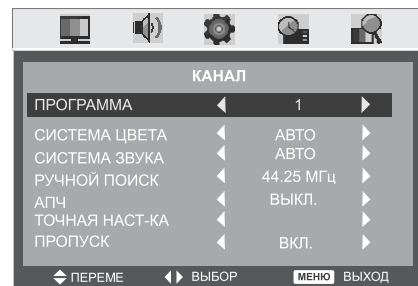 КАНАЛ
ПРОГРАММА 1
СИСТЕМА ЦВЕТА АВТО
СИСТЕМА ЗВУКА АВТО
РУЧНОЙ ПОИСК 44.25 МГц
АПЧ ВЫКЛ.
ТОЧНАЯ НАСТ-КА
ПРОПУСК ВКЛ.
ПЕРЕМЕ ВЫБОР МЕНЮ ВЫХОД